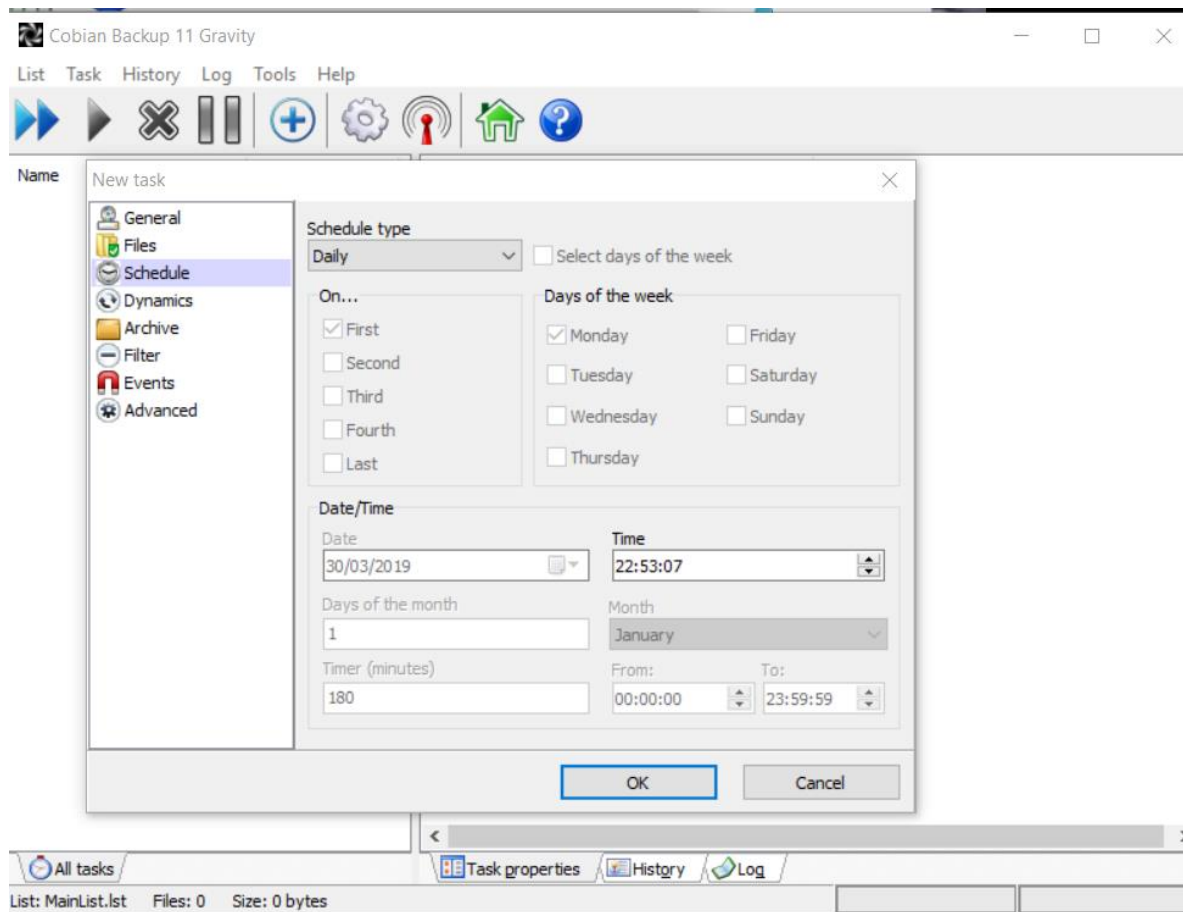 Cobian Backup 11 Gravity
List Task History Log Tools Help
Name
New task
General
Files
Schedule
Dynamics
Archive
Filter
Events
Advanced
Schedule type
Daily
Select days of the week
On...
First
Second
Third
Fourth
Last
Days of the week
Monday
Friday
Tuesday
Saturday
Wednesday
Sunday
Thursday
Date/Time
Date
30/03/2019
Time
22:53:07
Days of the month
1
Month
January
Timer (minutes)
180
From:
00:00:00
To:
23:59:59
OK
Cancel
All tasks
Task properties
History
Log
List: MainList.lst Files: 0 Size: 0 bytes